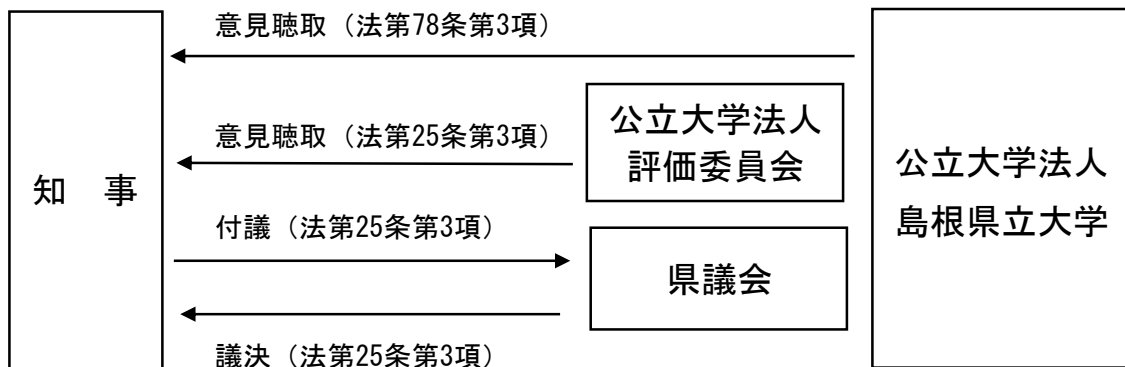 意見聴取（法第78条第3項）
知　事
意見聴取（法第25条第3項）
公立大学法人
評価委員会
付議（法第25条第3項）
県議会
議決（法第25条第3項）
公立大学法人
島根県立大学